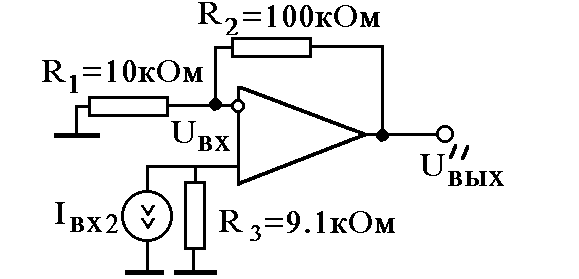 R2=100кОм
R1=10кОм
UВХ
U″ВЫХ
IВХ2
R3=9.1кОм